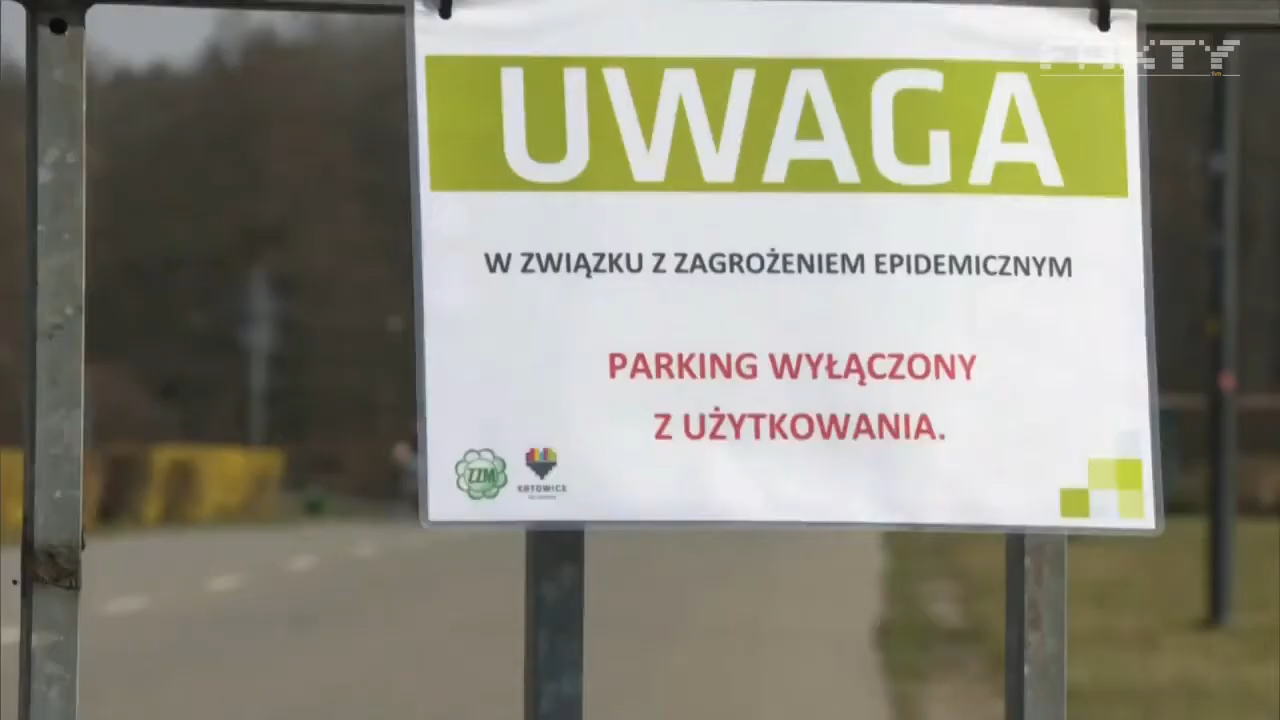 FAKTY
UWAGA
W ZWIĄZKU Z ZAGROŻENIEM EPIDEMICZNYM
PARKING WYŁĄCZONY
Z UŻYTKOWANIA.
ZZM
KATOWICE